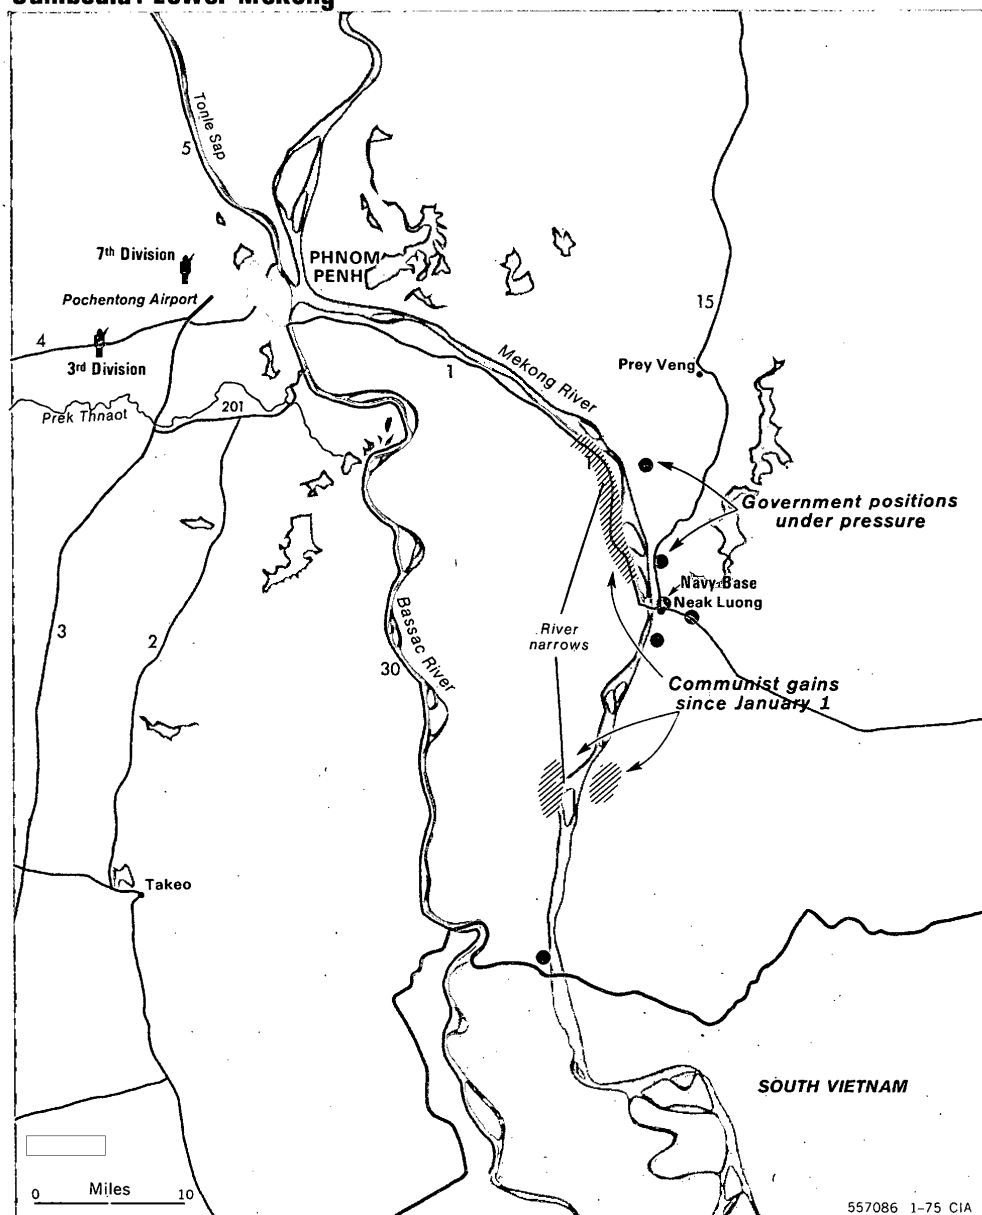 Cambodia: Lower Mekong
Tonle Sap
5
7th Division
PHNOM
PENH
Pochentong Airport
15
4
3rd Division
1
Mekong River
Prey Veng
Prek Thnaot
201
Government positions
under pressure
Navy Base
Neak Luong
3
2
Bassac River
30
River
narrows
Communist gains
since January 1
Takeo
SOUTH VIETNAM
Miles
0 10
557086 1-75 CIA